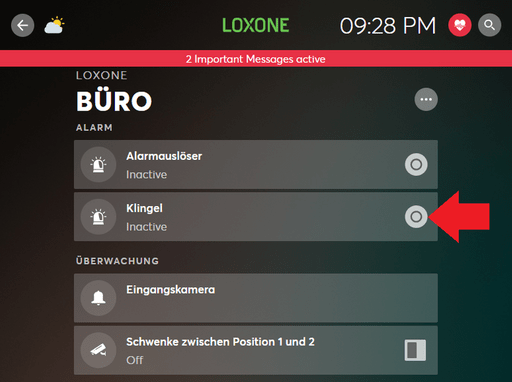 LOXONE
09:28 PM
2 Important Messages active
LOXONE
BÜRO
ALARM
Alarmauslöser
Inactive
Klingel
Inactive
ÜBERWACHUNG
Eingangskamera
Schwenke zwischen Position 1 und 2
Off